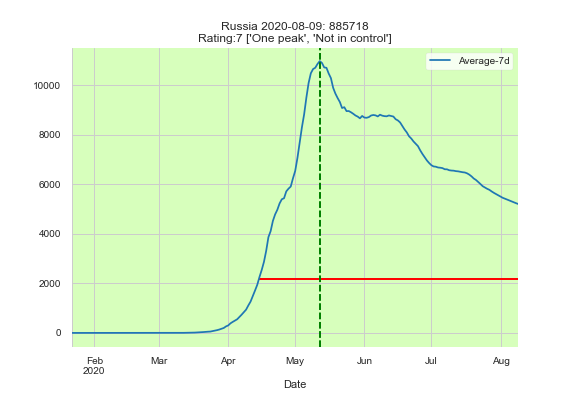 Russia 2020-08-09: 885718
Rating:7 ['One peak', 'Not in control']
Average-7d
10000
8000
6000
4000
2000
0
Feb
2020
Mar
Apr
May
Jun
Jul
Aug
Date